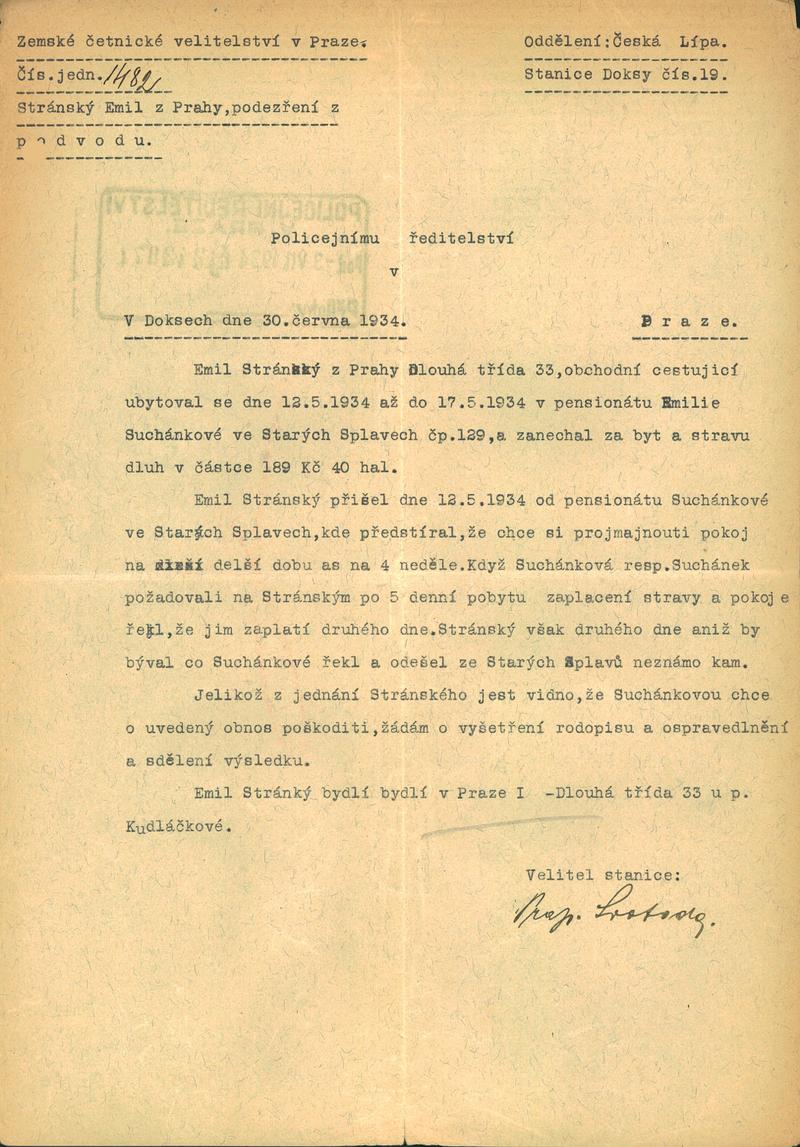 Zemské četnické velitelství v Praze.
Oddělení:Česká Lípa.
Čís.jedn.1482
Stanice Doksy čís.19.
Stránský Emil z Prahy,podezření z
p o d v o d u.
Policejnímu ředitelství
v
V Doksech dne 30.června 1934.
P r a z e.
Emil Stránský z Prahy Dlouhá třída 33,obchodní cestujicí
ubytoval se dne 12.5.1934 až do 17.5.1934 v pensionátu Emilie
Suchánkové ve Starých Splavech čp.129,a zanechal za byt a stravu
dluh v částce 189 Kč 40 hal.
Emil Stránský přišel dne 12.5.1934 od pensionátu Suchánkové
ve Starých Splavech,kde předstíral,že chce si projmajnouti pokoj
na delší dobu as na 4 neděle.Když Suchánková resp.Suchánek
požadovali na Stránským po 5 denní pobytu zaplacení stravy a pokoj e
řekl,že jim zaplatí druhého dne.Stránský však druhého dne aniž by
býval co Suchánkové řekl a odešel ze Starých Splavů neznámo kam.
Jelikož z jednání Stránského jest vidno,že Suchánkovou chce
o uvedený obnos poškoditi,žádám o vyšetření rodopisu a ospravedlnění
a sdělení výsledku.
Emil Stránký bydlí bydlí v Praze I -Dlouhá třída 33 u p.
Kudláčkové.
Velitel stanice:
Prap. Svoboda.